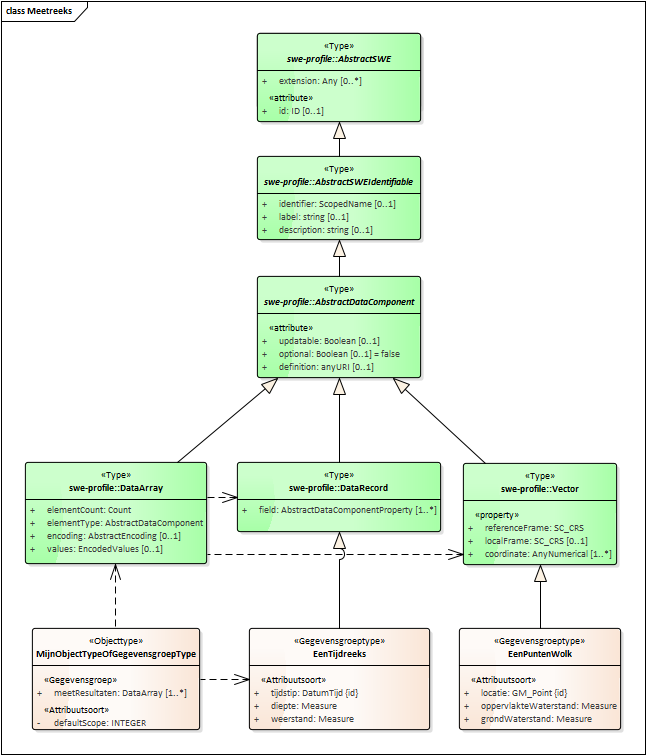 class Meetreeks
«Type»
swe-profile::AbstractSWE
+ extension: Any [0..*]
«attribute»
+ id: ID [0..1]
«Type»
swe-profile::AbstractSWEIdentifiable
+ identifier: ScopedName [0..1]
+ label: string [0..1]
+ description: string [0..1]
«Type»
swe-profile::AbstractDataComponent
«attribute»
+ updatable: Boolean [0..1]
+ optional: Boolean [0..1] = false
+ definition: anyURI [0..1]
«Type»
swe-profile::DataArray
+ elementCount: Count
+ elementType: AbstractDataComponent
+ encoding: AbstractEncoding [0..1]
+ values: EncodedValues [0..1]
«Type»
swe-profile::DataRecord
+ field: AbstractDataComponentProperty [1..*]
«Type»
swe-profile::Vector
«property»
+ referenceFrame: SC_CRS
+ localFrame: SC_CRS [0..1]
+ coordinate: AnyNumerical [1..*]
«Objecttype»
MijnObjectTypeOfGegevensgroepType
«Gegevensgroep»
+ meetResultaten: DataArray [1..*]
«Attribuutsoort»
- defaultScope: INTEGER
«Gegevensgroeptype»
EenTijdreeks
«Attribuutsoort»
+ tijdstip: DatumTijd {id}
+ diepte: Measure
+ weerstand: Measure
«Gegevensgroeptype»
EenPuntenWolk
«Attribuutsoort»
+ locatie: GM_Point {id}
+ oppervlakteWaterstand: Measure
+ grondWaterstand: Measure